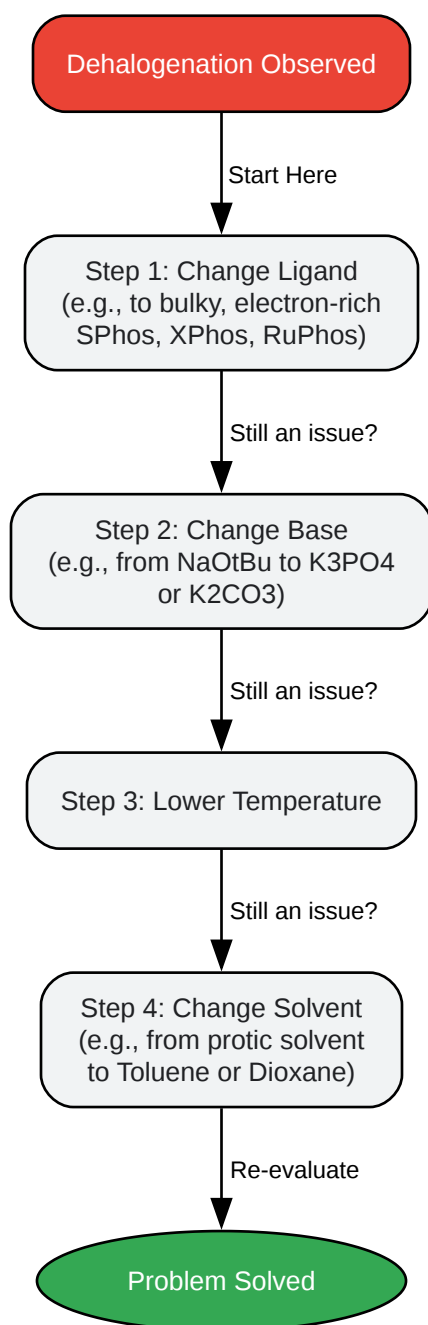 Dehalogenation Observed
Start Here
Step 1: Change Ligand
(e.g., to bulky, electron-rich
SPhos, XPhos, RuPhos)
Still an issue?
Step 2: Change Base
(e.g., from NaOtBu to K3PO4
or K2CO3)
Still an issue?
Step 3: Lower Temperature
Still an issue?
Step 4: Change Solvent
(e.g., from protic solvent
to Toluene or Dioxane)
Re-evaluate
Problem Solved